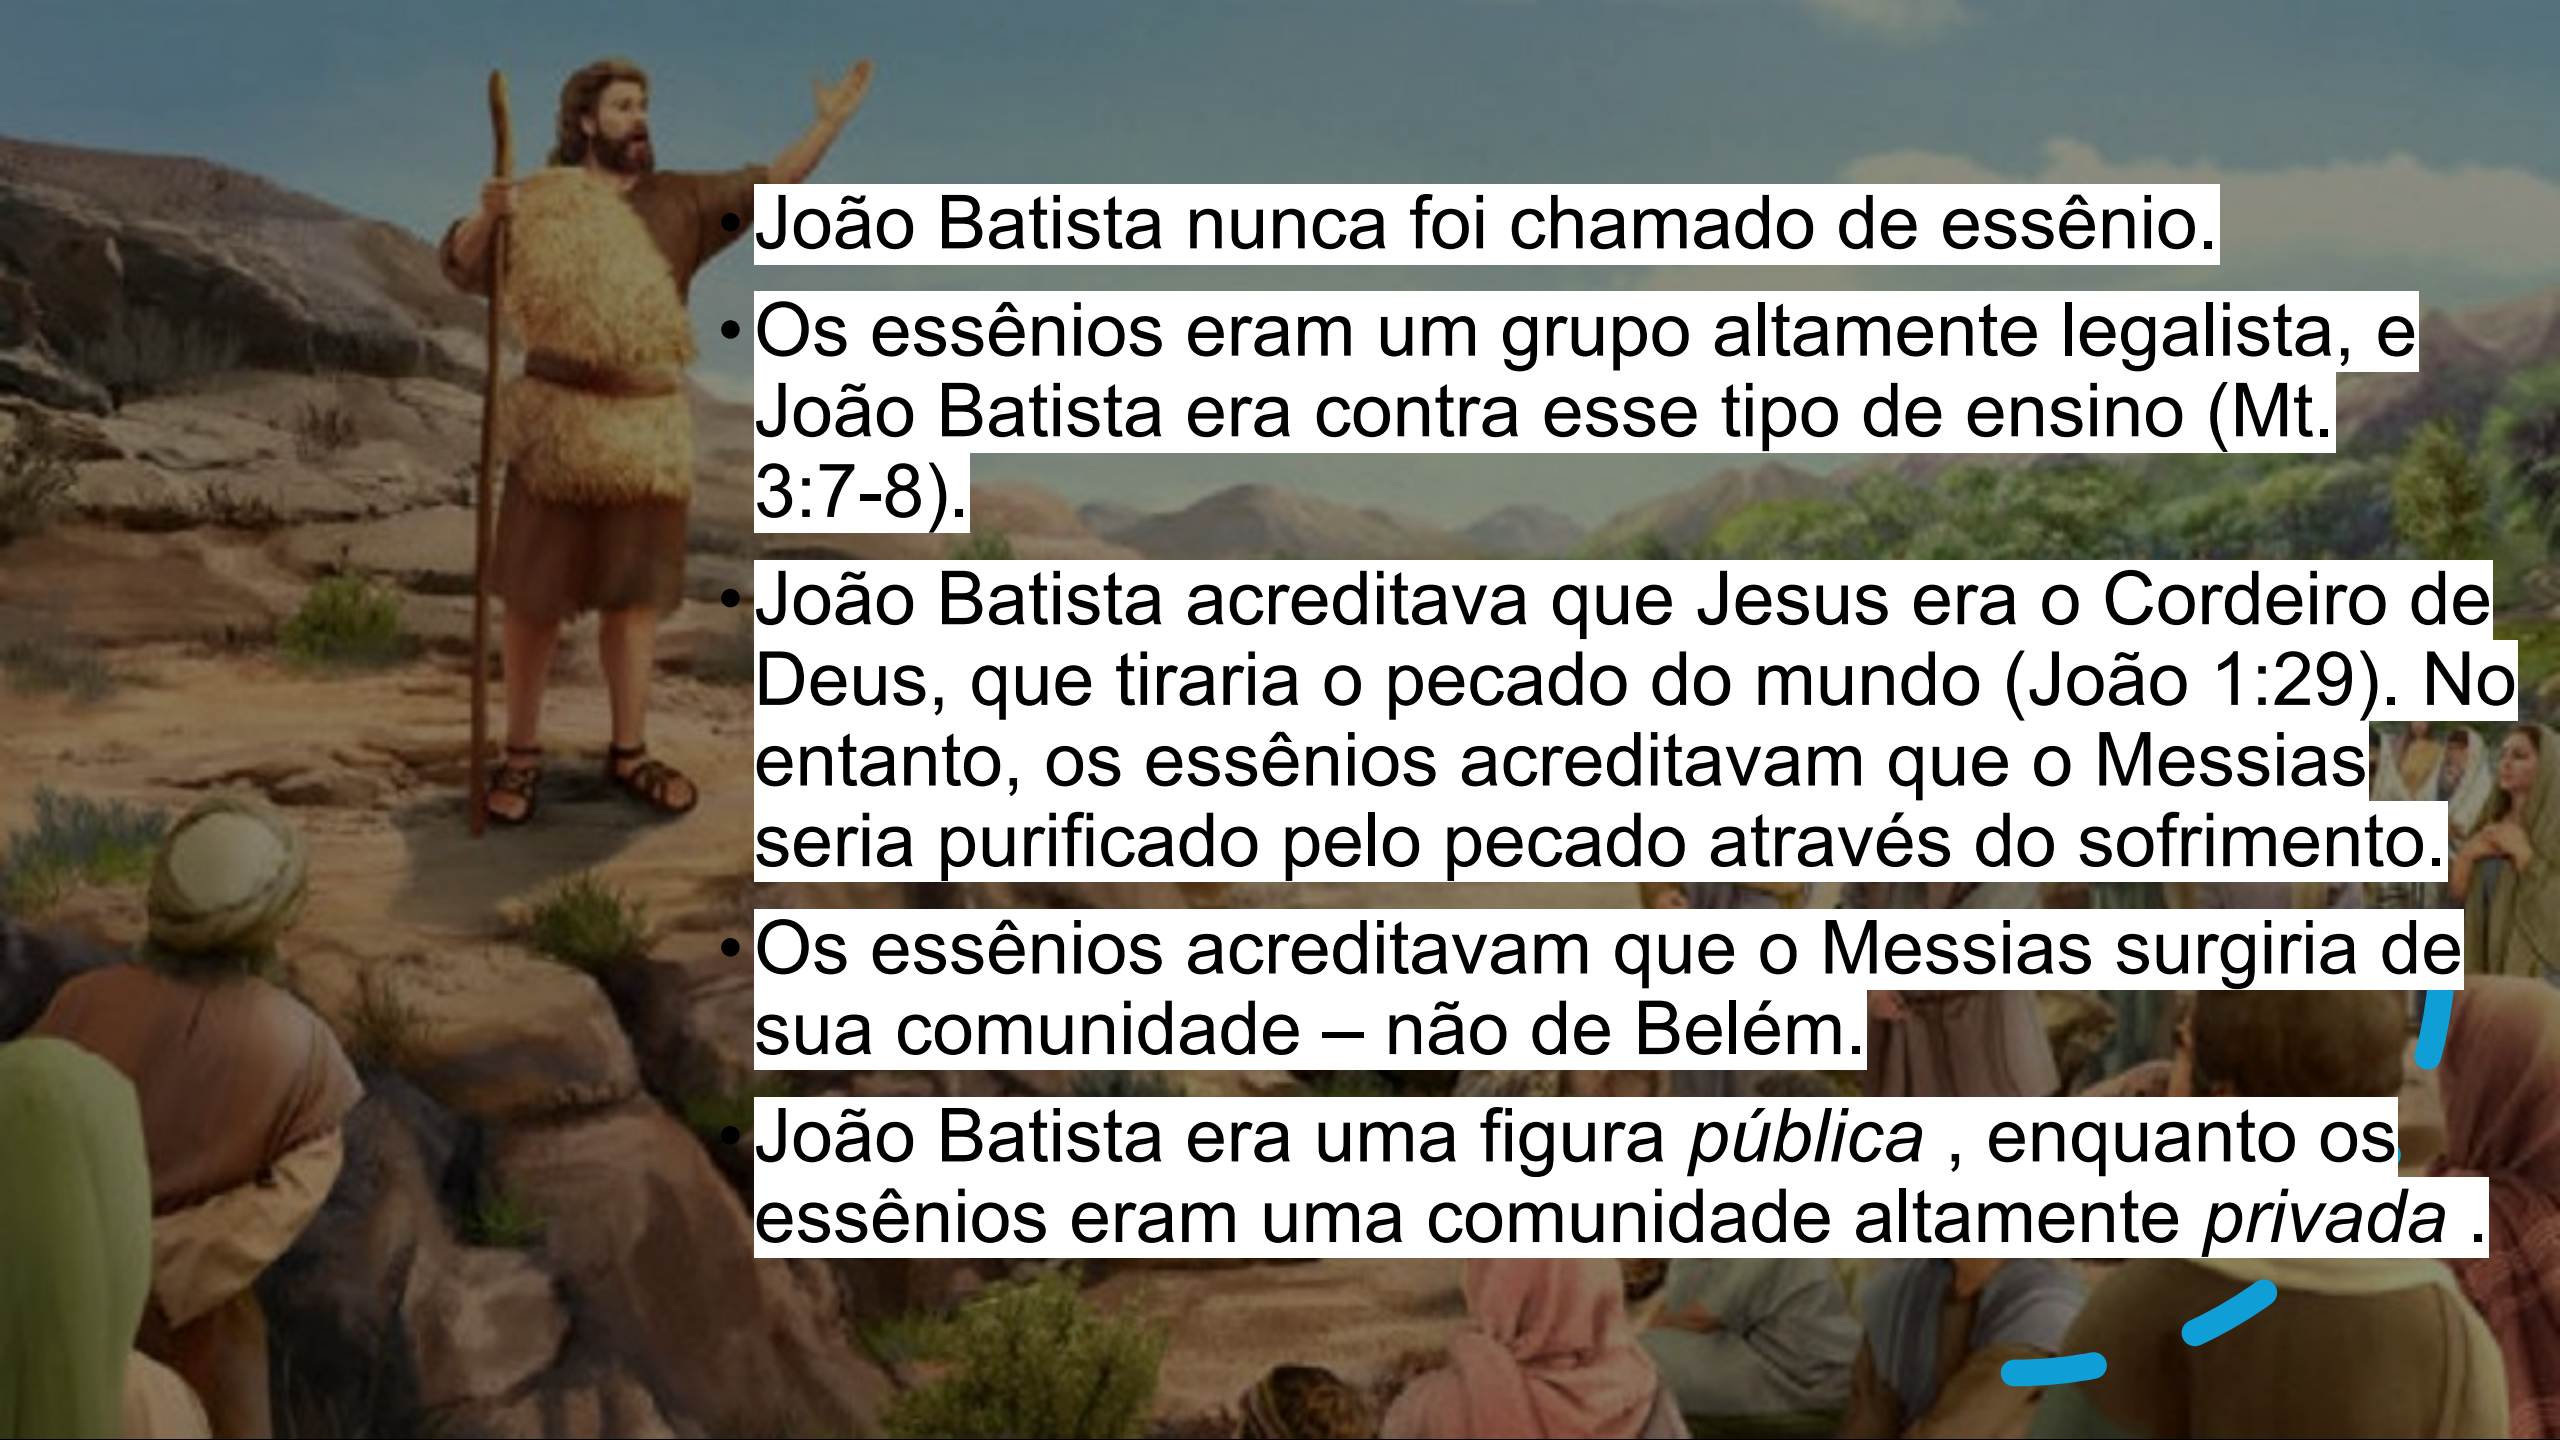 • João Batista nunca foi chamado de essênio.
• Os essênios eram um grupo altamente legalista, e
João Batista era contra esse tipo de ensino (Mt.
3:7-8).
• João Batista acreditava que Jesus era o Cordeiro de
Deus, que tiraria o pecado do mundo (João 1:29). No
entanto, os essênios acreditavam que o Messias
seria purificado pelo pecado através do sofrimento.
• Os essênios acreditavam que o Messias surgiria de
sua comunidade – não de Belém.
• João Batista era uma figura pública , enquanto os
essênios eram uma comunidade altamente privada .